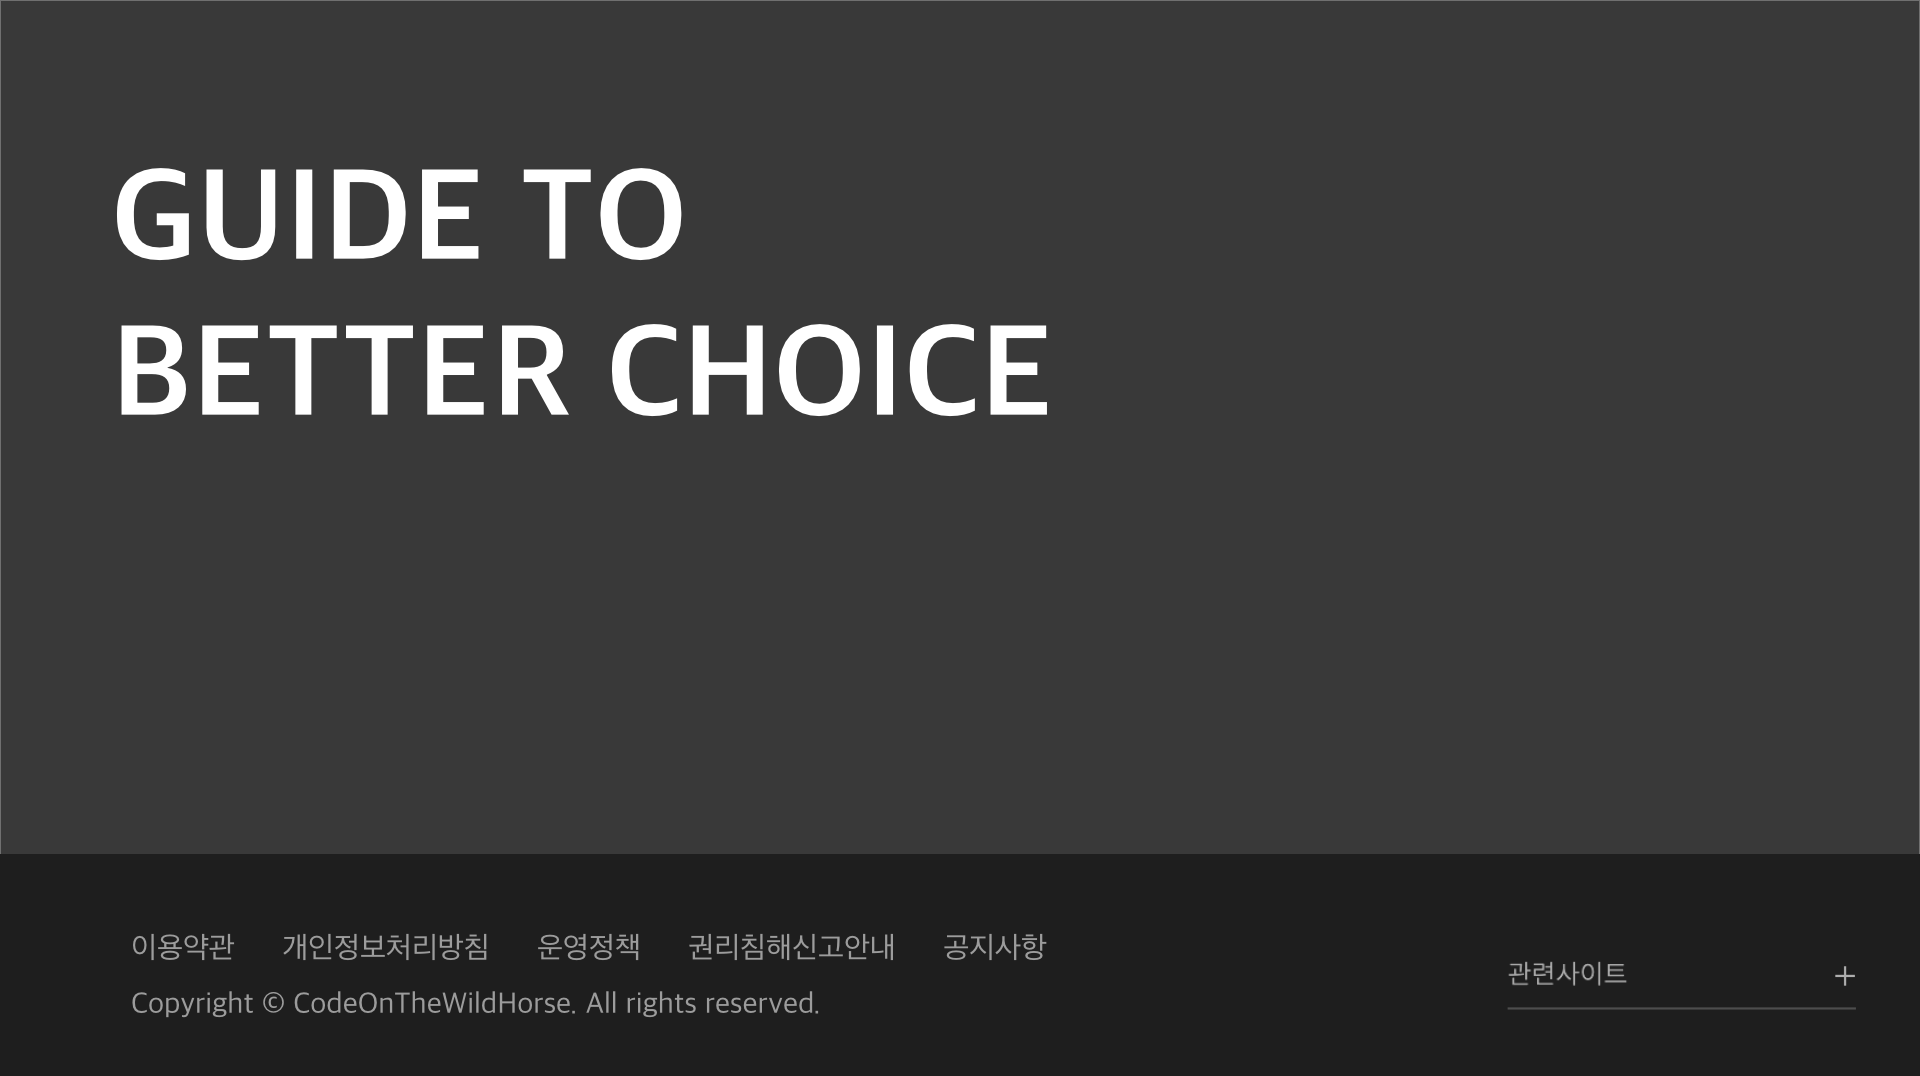 GUIDE TO
BETTER CHOICE
이용약관 개인정보처리방침 운영정책 권리침해신고안내 공지사항
Copyright © CodeOnTheWildHorse. All rights reserved.
관련사이트 +